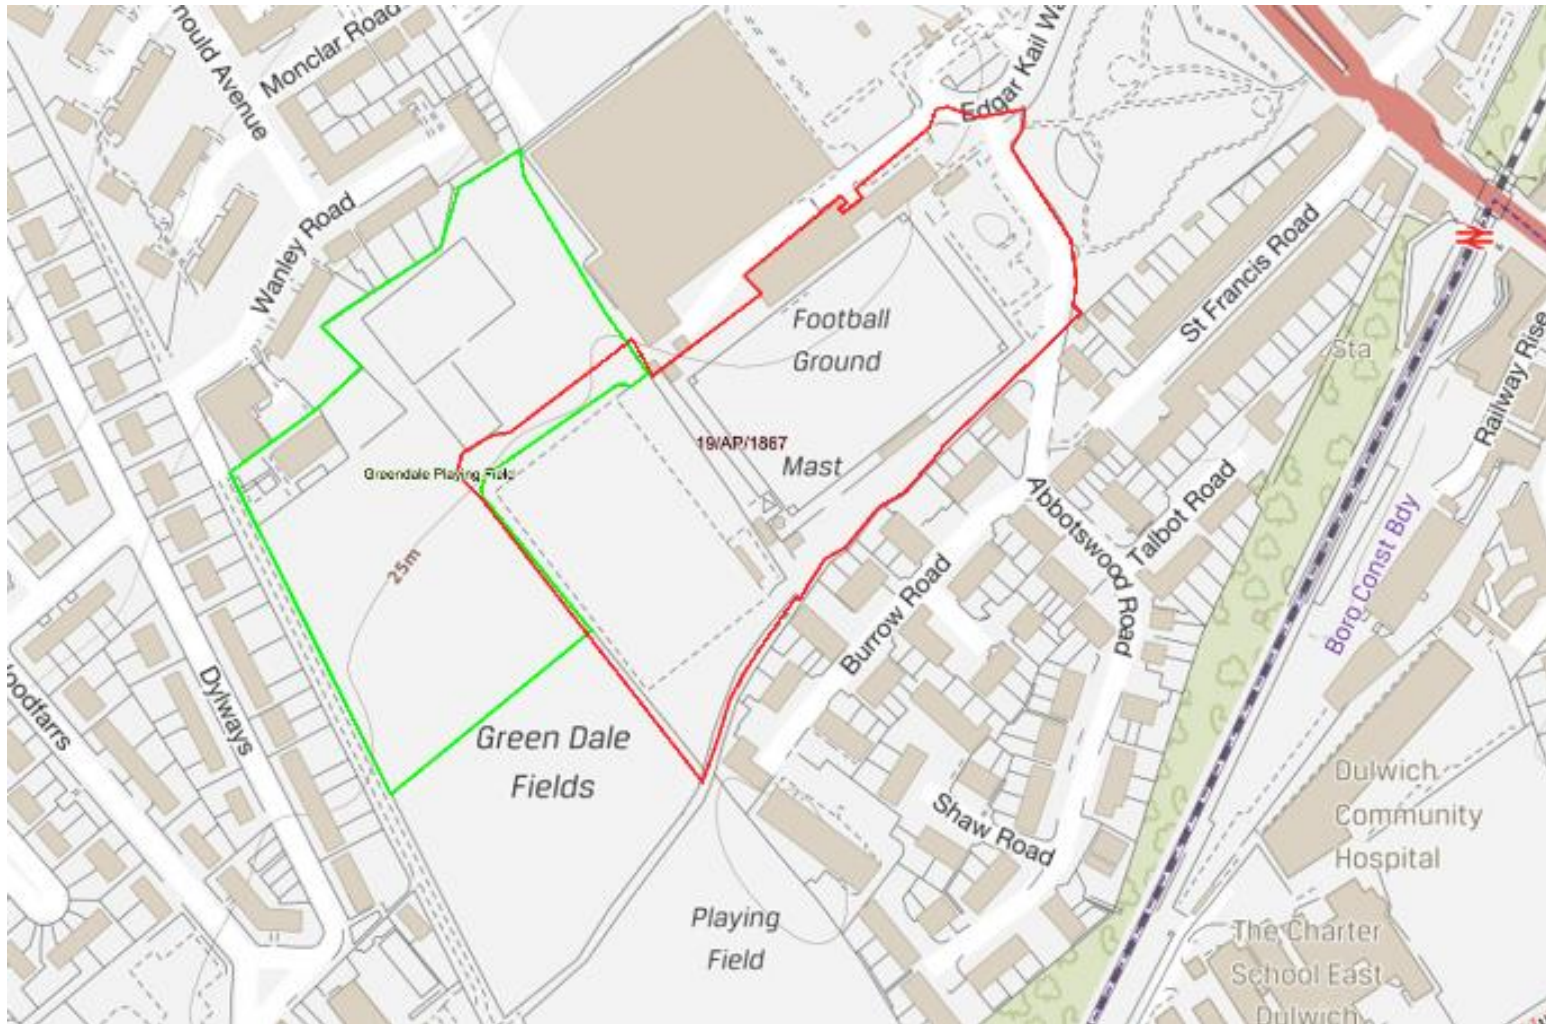 Monclar Road
Edgar Kail
Wanley Road
St Francis Road
Football
Ground
Sta
Railway Rise
19/AP/1867
Mast
Greendale Playing Field
25m
Abbotswood Road
Talbot Road
Boro Const Bdy
Burrow Road
Dylways
Green Dale
Fields
Shaw Road
Dulwich
Community
Hospital
Playing
Field
The Charter
School East
Dulwich
Avenue